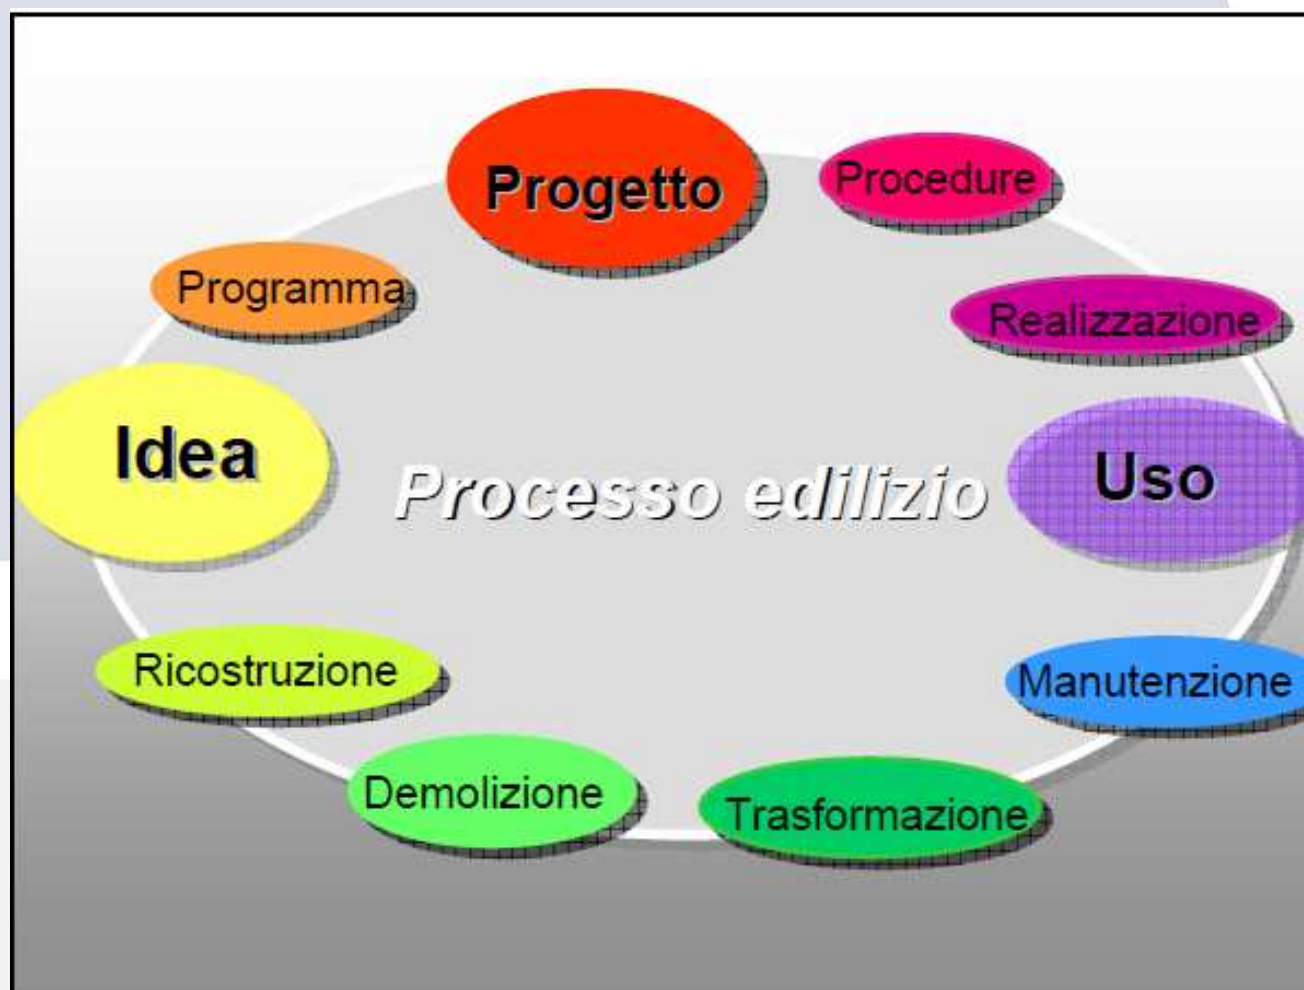 Progetto
Procedure
Programma
Realizzazione
Idea
Processo edilizio
Uso
Ricostruzione
Manutenzione
Demolizione
Trasformazione